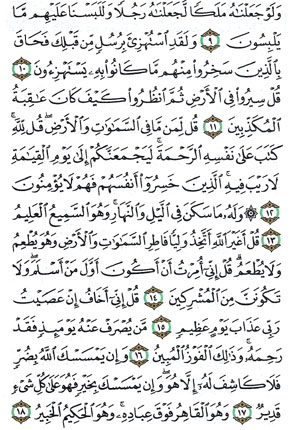 وَلَوْ جَعَلْنَٰهُ مَلَكًا لَّجَعَلْنَٰهُ رَجُلًا وَلَلَبَسْنَا عَلَيْهِم مَّا
يَلْبِسُونَ ٩ وَلَقَدِ ٱسْتُهْزِئَ بِرُسُلٍ مِّن قَبْلِكَ فَحَاقَ
بِٱلَّذِينَ سَخِرُوا۟ مِنْهُم مَّا كَانُوا۟ بِهِۦ يَسْتَهْزِءُونَ ١٠
قُلْ سِيرُوا۟ فِى ٱلْأَرْضِ ثُمَّ ٱنظُرُوا۟ كَيْفَ كَانَ عَٰقِبَةُ
ٱلْمُكَذِّبِينَ ١١ قُل لِّمَن مَّا فِى ٱلسَّمَٰوَٰتِ وَٱلْأَرْضِ ۖ قُل لِّلَّهِ ۚ
كَتَبَ عَلَىٰ نَفْسِهِ ٱلرَّحْمَةَ ۚ لَيَجْمَعَنَّكُمْ إِلَىٰ يَوْمِ ٱلْقِيَٰمَةِ
لَا رَيْبَ فِيهِ ۚ ٱلَّذِينَ خَسِرُوٓا۟ أَنفُسَهُمْ فَهُمْ لَا يُؤْمِنُونَ
١٢ ۞ وَلَهُۥ مَا سَكَنَ فِى ٱلَّيْلِ وَٱلنَّهَارِ ۚ وَهُوَ ٱلسَّمِيعُ ٱلْعَلِيمُ
١٣ قُلْ أَغَيْرَ ٱللَّهِ أَتَّخِذُ وَلِيًّا فَاطِرِ ٱلسَّمَٰوَٰتِ وَٱلْأَرْضِ وَهُوَ يُطْعِمُ
وَلَا يُطْعَمُ ۗ قُلْ إِنِّىٓ أُمِرْتُ أَنْ أَكُونَ أَوَّلَ مَنْ أَسْلَمَ ۖ وَلَا
تَكُونَنَّ مِنَ ٱلْمُشْرِكِينَ ١٤ قُلْ إِنِّىٓ أَخَافُ إِنْ عَصَيْتُ
رَبِّى عَذَابَ يَوْمٍ عَظِيمٍ ١٥ مَّن يُصْرَفْ عَنْهُ يَوْمَئِذٍ فَقَدْ
رَحِمَهُۥ ۚ وَذَٰلِكَ ٱلْفَوْزُ ٱلْمُبِينُ ١٦ وَإِن يَمْسَسْكَ ٱللَّهُ بِضُرٍّ
فَلَا كَاشِفَ لَهُۥٓ إِلَّا هُوَ ۖ وَإِن يَمْسَسْكَ بِخَيْرٍ فَهُوَ عَلَىٰ كُلِّ شَىْءٍ
قَدِيرٌ ١٧ وَهُوَ ٱلْقَاهِرُ فَوْقَ عِبَادِهِۦ ۚ وَهُوَ ٱلْحَكِيمُ ٱلْخَبِيرُ ١٨